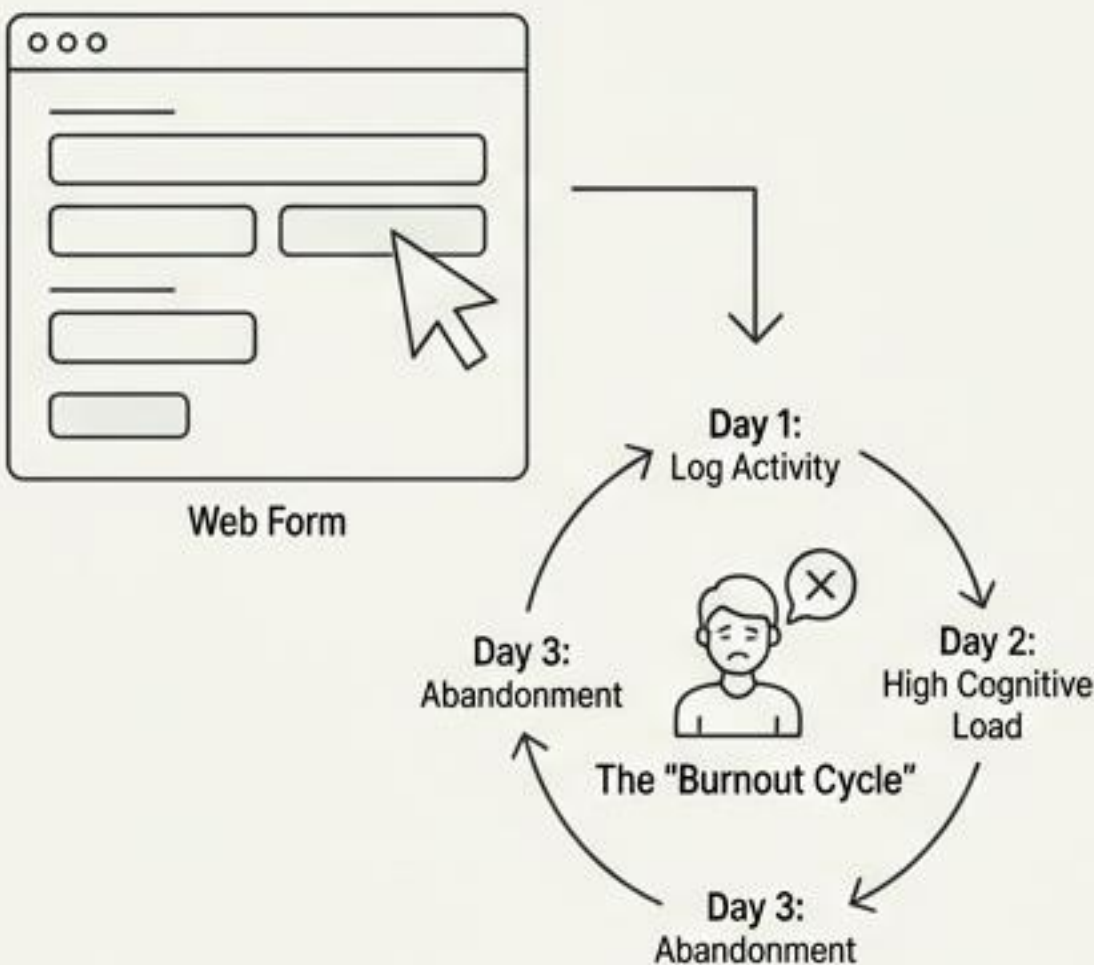 Web Form
Day 1:
Log Activity
Day 2:
High Cognitive
Load
Day 3:
Abandonment
Day 3:
Abandonment
The "Burnout Cycle"